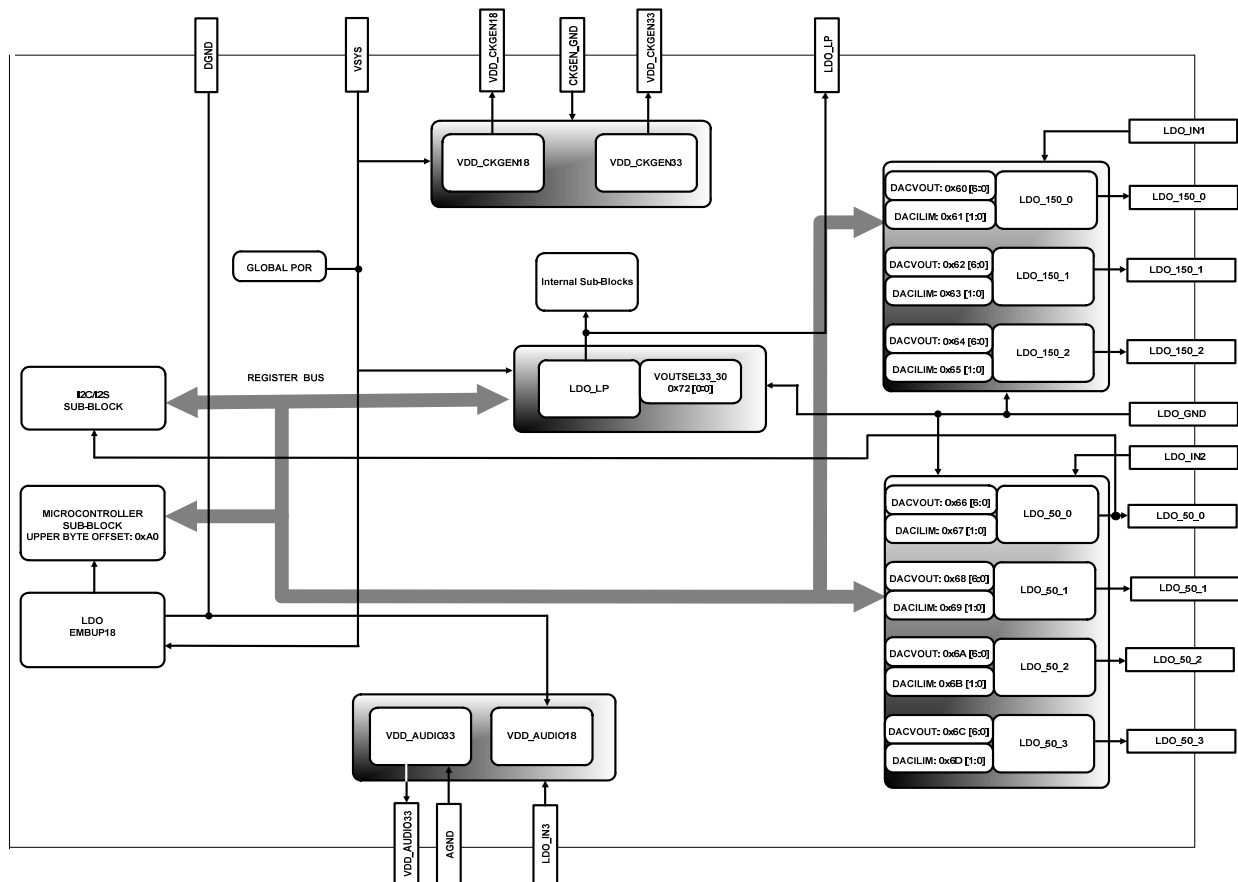 DGND
VSYS
VDD_CKGEN18
CKGEN_GND
VDD_CKGEN33
LDO_LP
VDD_CKGEN18
VDD_CKGEN33
LDO_IN1
DACVOUT: 0x60 [6:0]
DACILIM: 0x61 [1:0]
LDO_150_0
LDO_150_0
DACVOUT: 0x62 [6:0]
DACILIM: 0x63 [1:0]
LDO_150_1
LDO_150_1
DACVOUT: 0x64 [6:0]
DACILIM: 0x65 [1:0]
LDO_150_2
LDO_150_2
GLOBAL POR
Internal Sub-Blocks
REGISTER BUS
LDO_LP
VOUTSEL33_30
0x72 [0:0]
I2C/I2S
SUB-BLOCK
LDO_GND
LDO_IN2
MICROCONTROLLER
SUB-BLOCK
UPPER BYTE OFFSET: 0xA0
DACVOUT: 0x66 [6:0]
DACILIM: 0x67 [1:0]
LDO_50_0
LDO_50_0
LDO
EMBUP18
DACVOUT: 0x68 [6:0]
DACILIM: 0x69 [1:0]
LDO_50_1
LDO_50_1
DACVOUT: 0x6A [6:0]
DACILIM: 0x6B [1:0]
LDO_50_2
LDO_50_2
DACVOUT: 0x6C [6:0]
DACILIM: 0x6D [1:0]
LDO_50_3
LDO_50_3
VDD_AUDIO33
VDD_AUDIO18
VDD_AUDIO33
AGND
LDO_IN3